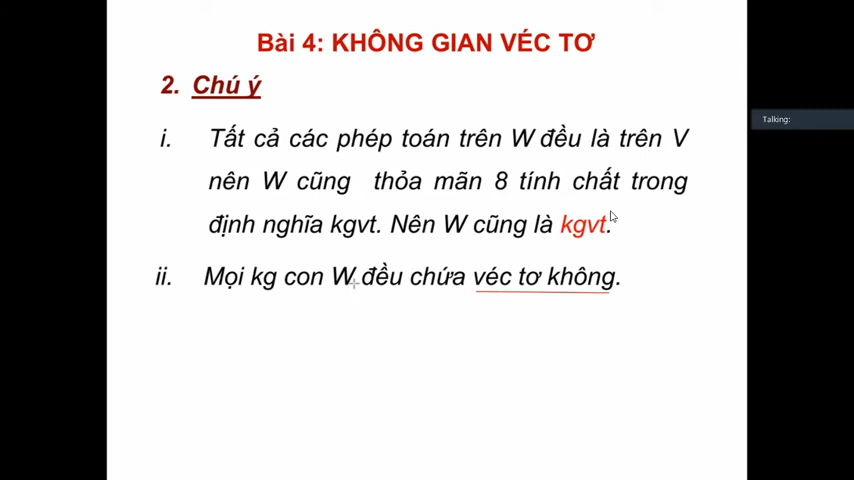 Bài 4: KHÔNG GIAN VÉC TƠ
2. Chú ý
i. Tất cả các phép toán trên W đều là trên V
nên W cũng thỏa mãn 8 tính chất trong
định nghĩa kgvt. Nên W cũng là kgvt.
ii. Mọi kg con W đều chứa véc tơ không.
Talking: